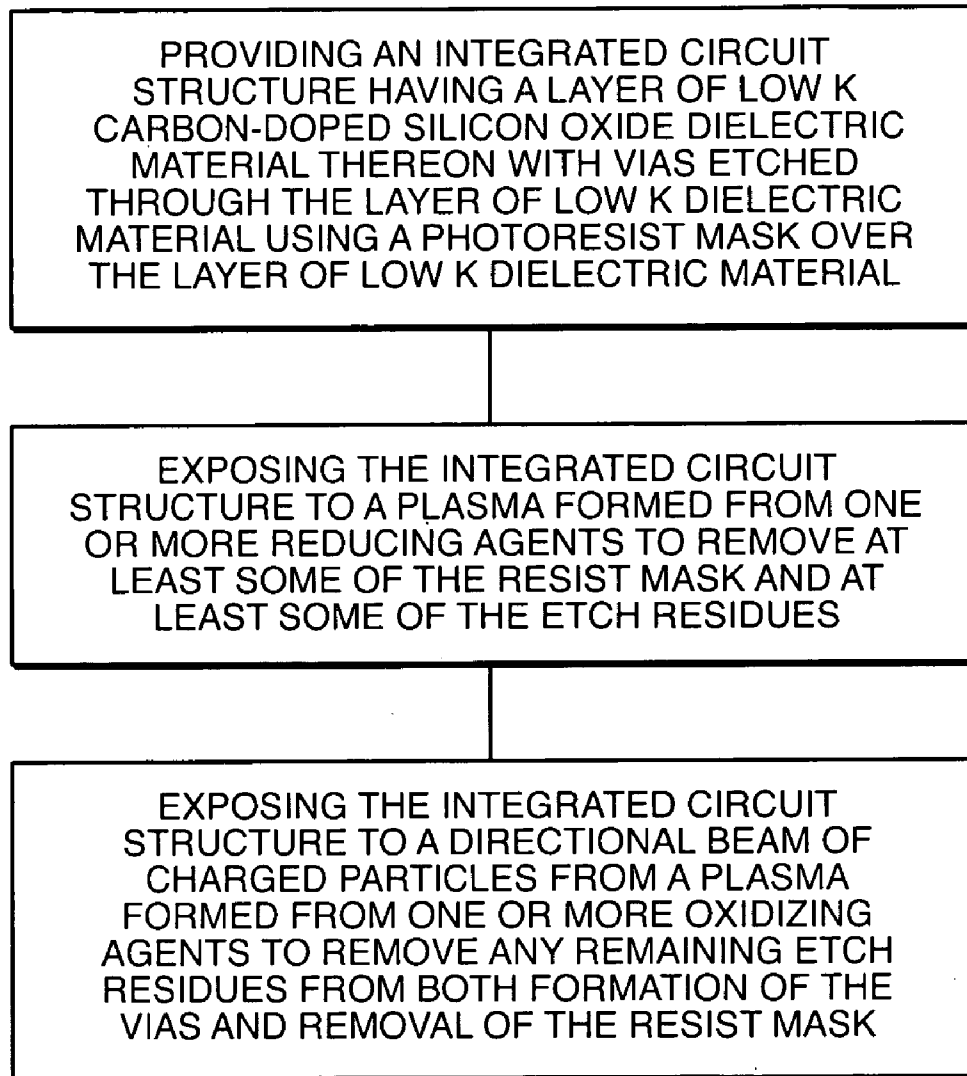 PROVIDING AN INTEGRATED CIRCUIT
STRUCTURE HAVING A LAYER OF LOW K
CARBON-DOPED SILICON OXIDE DIELECTRIC
MATERIAL THEREON WITH VIAS ETCHED
THROUGH THE LAYER OF LOW K DIELECTRIC
MATERIAL USING A PHOTORESIST MASK OVER
THE LAYER OF LOW K DIELECTRIC MATERIAL
EXPOSING THE INTEGRATED CIRCUIT
STRUCTURE TO A PLASMA FORMED FROM ONE
OR MORE REDUCING AGENTS TO REMOVE AT
LEAST SOME OF THE RESIST MASK AND AT
LEAST SOME OF THE ETCH RESIDUES
EXPOSING THE INTEGRATED CIRCUIT
STRUCTURE TO A DIRECTIONAL BEAM OF
CHARGED PARTICLES FROM A PLASMA
FORMED FROM ONE OR MORE OXIDIZING
AGENTS TO REMOVE ANY REMAINING ETCH
RESIDUES FROM BOTH FORMATION OF THE
VIAS AND REMOVAL OF THE RESIST MASK